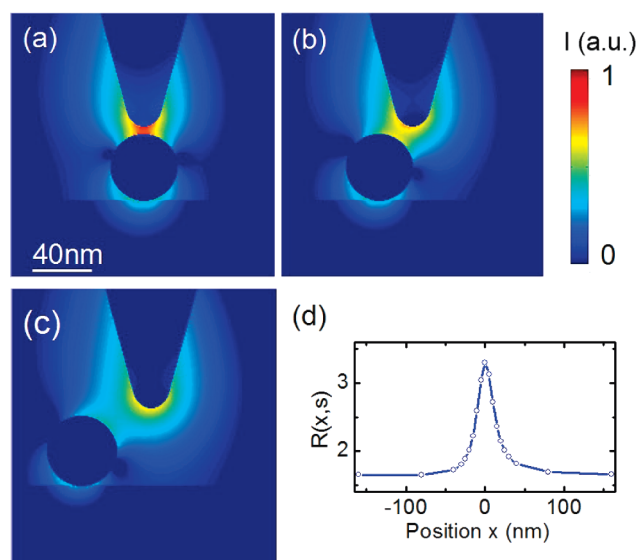 (a)
(b)
I (a.u.)
1
0
40nm
(c)
(d)
R(x,s)
3
2
-100
0
100
Position x (nm)